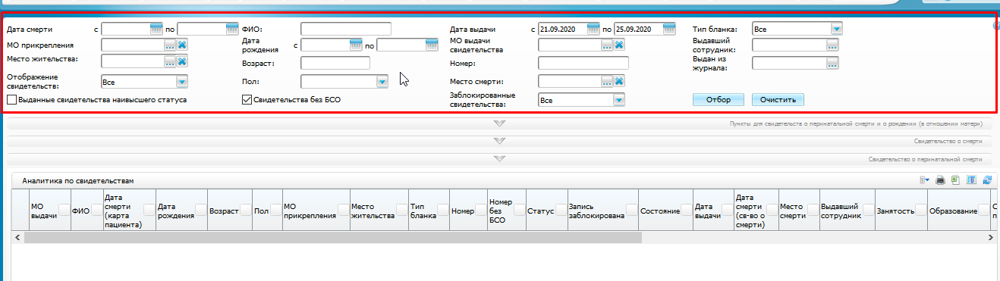 Дата смерти с по ФИО: Дата выдачи с 21.09.2020 по 25.09.2020 Тип бланка: Все
МО прикрепления ... Дата рождения с по МО выдачи свидетельства ... Выдавший сотрудник: ...
Место жительства: ... Возраст: Номер: Выдан из журнала: ...
Отображение свидетельств: Все Пол: Место смерти: ...
Выданные свидетельства наивысшего статуса Свидетельства без БСО Заблокированные свидетельства: Все Отбор Очистить
Пункты для свидетельств о перинатальной смерти и о рождении (в отношении матери)
Свидетельство о смерти
Свидетельство о перинатальной смерти
Аналитика по свидетельствам
МО выдачи ФИО Дата смерти (карта пациента) Дата рождения Возраст Пол МО прикрепления Место жительства Тип бланка Номер Номер без БСО Статус Запись заблокирована Состояние Дата выдачи Дата смерти (св-во о смерти) Место смерти Выдавший сотрудник Занятость Образование